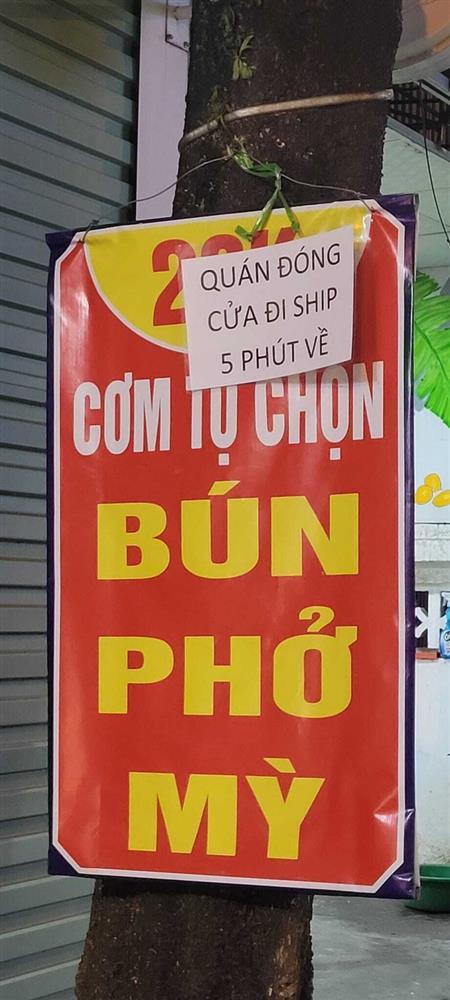 QUÁN ĐÓNG
CỬA ĐI SHIP
5 PHÚT VỀ
CƠM TỰ CHỌN
BÚN
PHỞ
MỲ